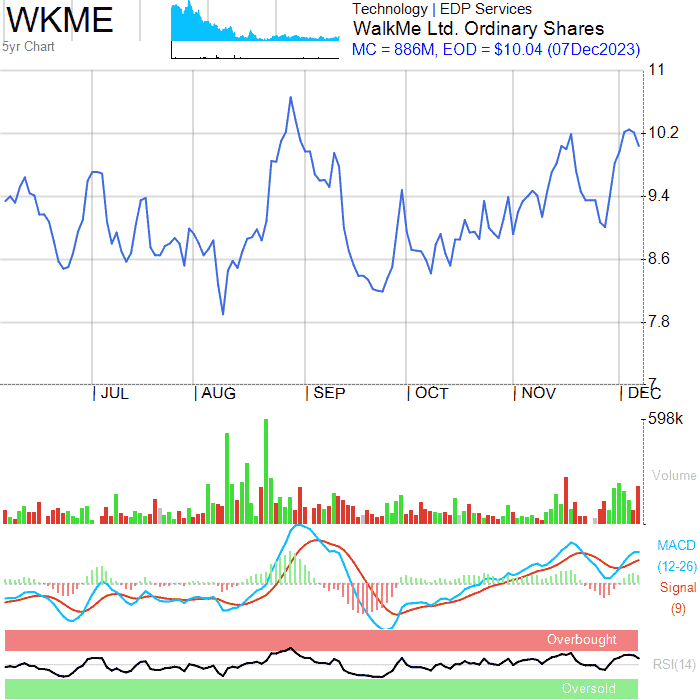 WKME
5yr Chart
Technology | EDP Services
WalkMe Ltd. Ordinary Shares
MC = 886M, EOD = $10.04 (07Dec2023)
11
10.2
9.4
8.6
7.8
7
| JUL | AUG | SEP | OCT | NOV | DEC
598k
Volume
MACD
(12-26)
Signal
(9)
Overbought
RSI(14)
Oversold